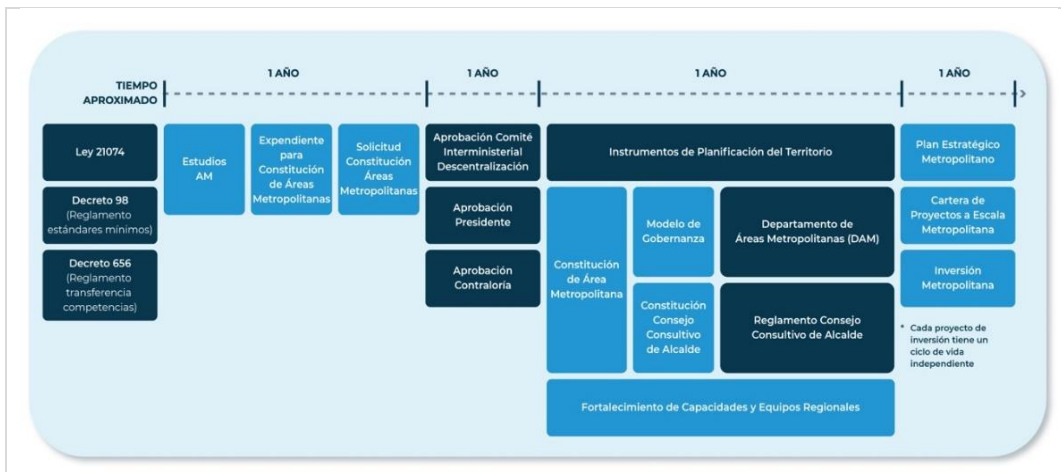 1 AÑO
1 AÑO
1 AÑO
1 AÑO
TIEMPO
APROXIMADO
Ley 21074
Decreto 98
(Reglamento
estándares mínimos)
Decreto 656
(Reglamento
transferencia
competencias)
Estudios
AM
Expendiente
para
Constitución
de Áreas
Metropolitanas
Solicitud
Constitución
Áreas
Metropolitanas
Aprobación Comité
Interministerial
Descentralización
Aprobación
Presidente
Aprobación
Contraloría
Instrumentos de Planificación del Territorio
Constitución
de Área
Metropolitana
Modelo de
Gobernanza
Constitución
Consejo
Consultivo
de Alcalde
Departamento de
Áreas Metropolitanas (DAM)
Reglamento Consejo
Consultivo de Alcalde
Fortalecimiento de Capacidades y Equipos Regionales
Plan Estratégico
Metropolitano
Cartera de
Proyectos a Escala
Metropolitana
Inversión
Metropolitana
* Cada proyecto de
inversión tiene un
ciclo de vida
independiente